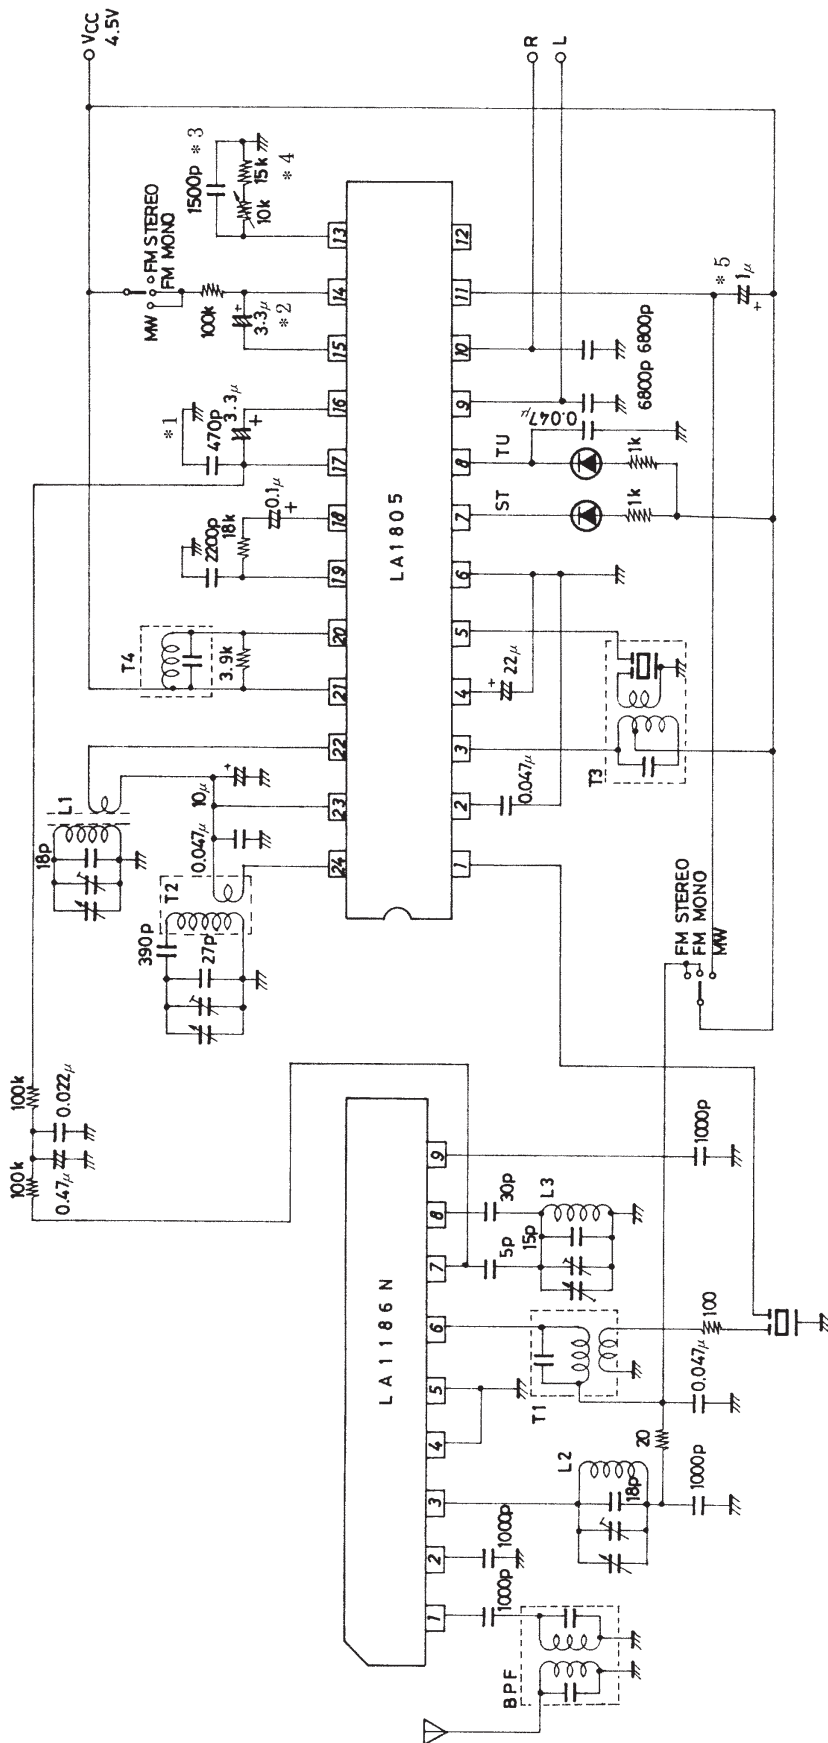 VCC
4.5V
R
L
1500p *3
15k
*4
10k
FM STEREO
FM MONO
MW
100k
3.3μ
*2
*1
470p
3.3μ
0.1μ
2200p
18k
T4
3.9k
L1
18p
10μ
0.047μ
T2
390p
27p
100k
0.022μ
100k
0.47μ
24 23 22 21 20 19 18 17 16 15 14 13
LA1805
1 2 3 4 5 6 7 8 9 10 11 12
0.047μ
22μ
T3
ST
TU
1k
1k
0.047μ
6800p
6800p
*5
1μ
FM STEREO
FM MONO
MW
LA1186N
1 2 3 4 5 6 7 8 9
1000p
1000p
BPF
L2
18p
1000p
20
0.047μ
T1
100
5p
30p
15p
L3
1000p